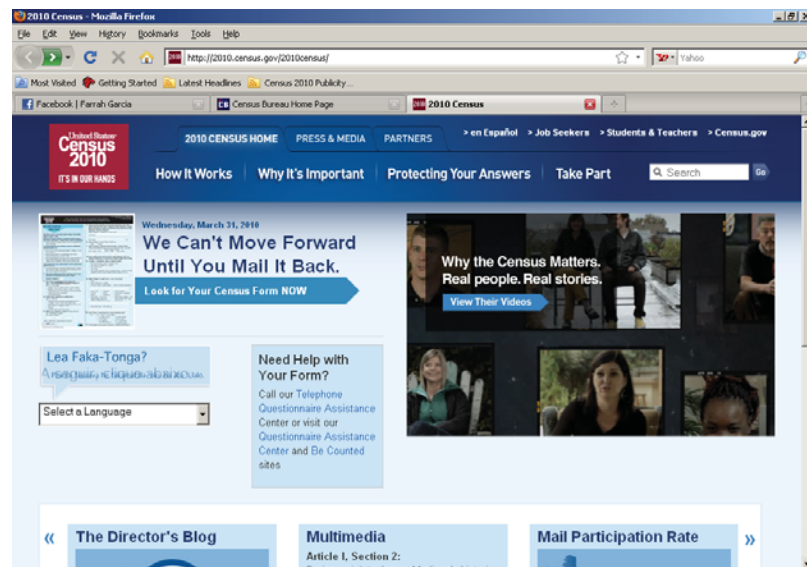 2010 Census - Mozilla Firefox
File Edit View History Bookmarks Tools Help
http://2010.census.gov/2010census/
Yahoo
Most Visited Getting Started Latest Headlines Census 2010 Publicity...
Facebook | Farrah Garcia
Census Bureau Home Page
2010 Census
United States
Census
2010
IT'S IN OUR HANDS
2010 CENSUS HOME PRESS & MEDIA PARTNERS
> en Español > Job Seekers > Students & Teachers > Census.gov
How It Works Why It's Important Protecting Your Answers Take Part
Search Go
Wednesday, March 31, 2010
We Can't Move Forward
Until You Mail It Back.
Look for Your Census Form NOW
Why the Census Matters.
Real people. Real stories.
View Their Videos
Lea Faka-Tonga?
Select a Language
Need Help with
Your Form?
Call our Telephone
Questionnaire Assistance
Center or visit our
Questionnaire Assistance
Center and Be Counted
sites
« The Director's Blog
Multimedia
Article I, Section 2:
Mail Participation Rate »